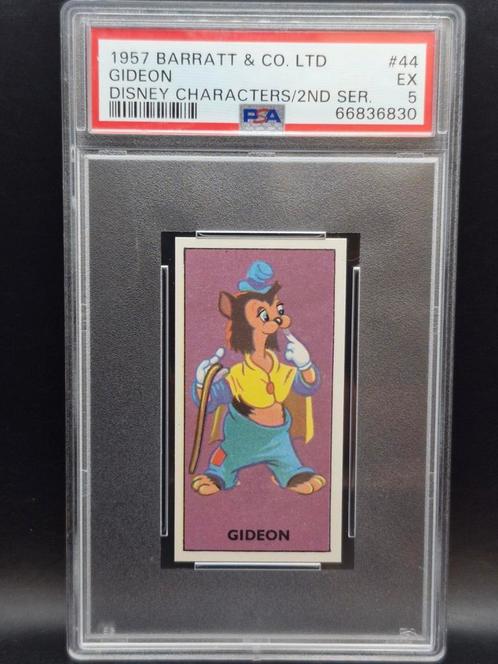 1957 BARRATT & CO. LTD #44
GIDEON EX
DISNEY CHARACTERS/2ND SER. 5
PSA 66836830
GIDEON